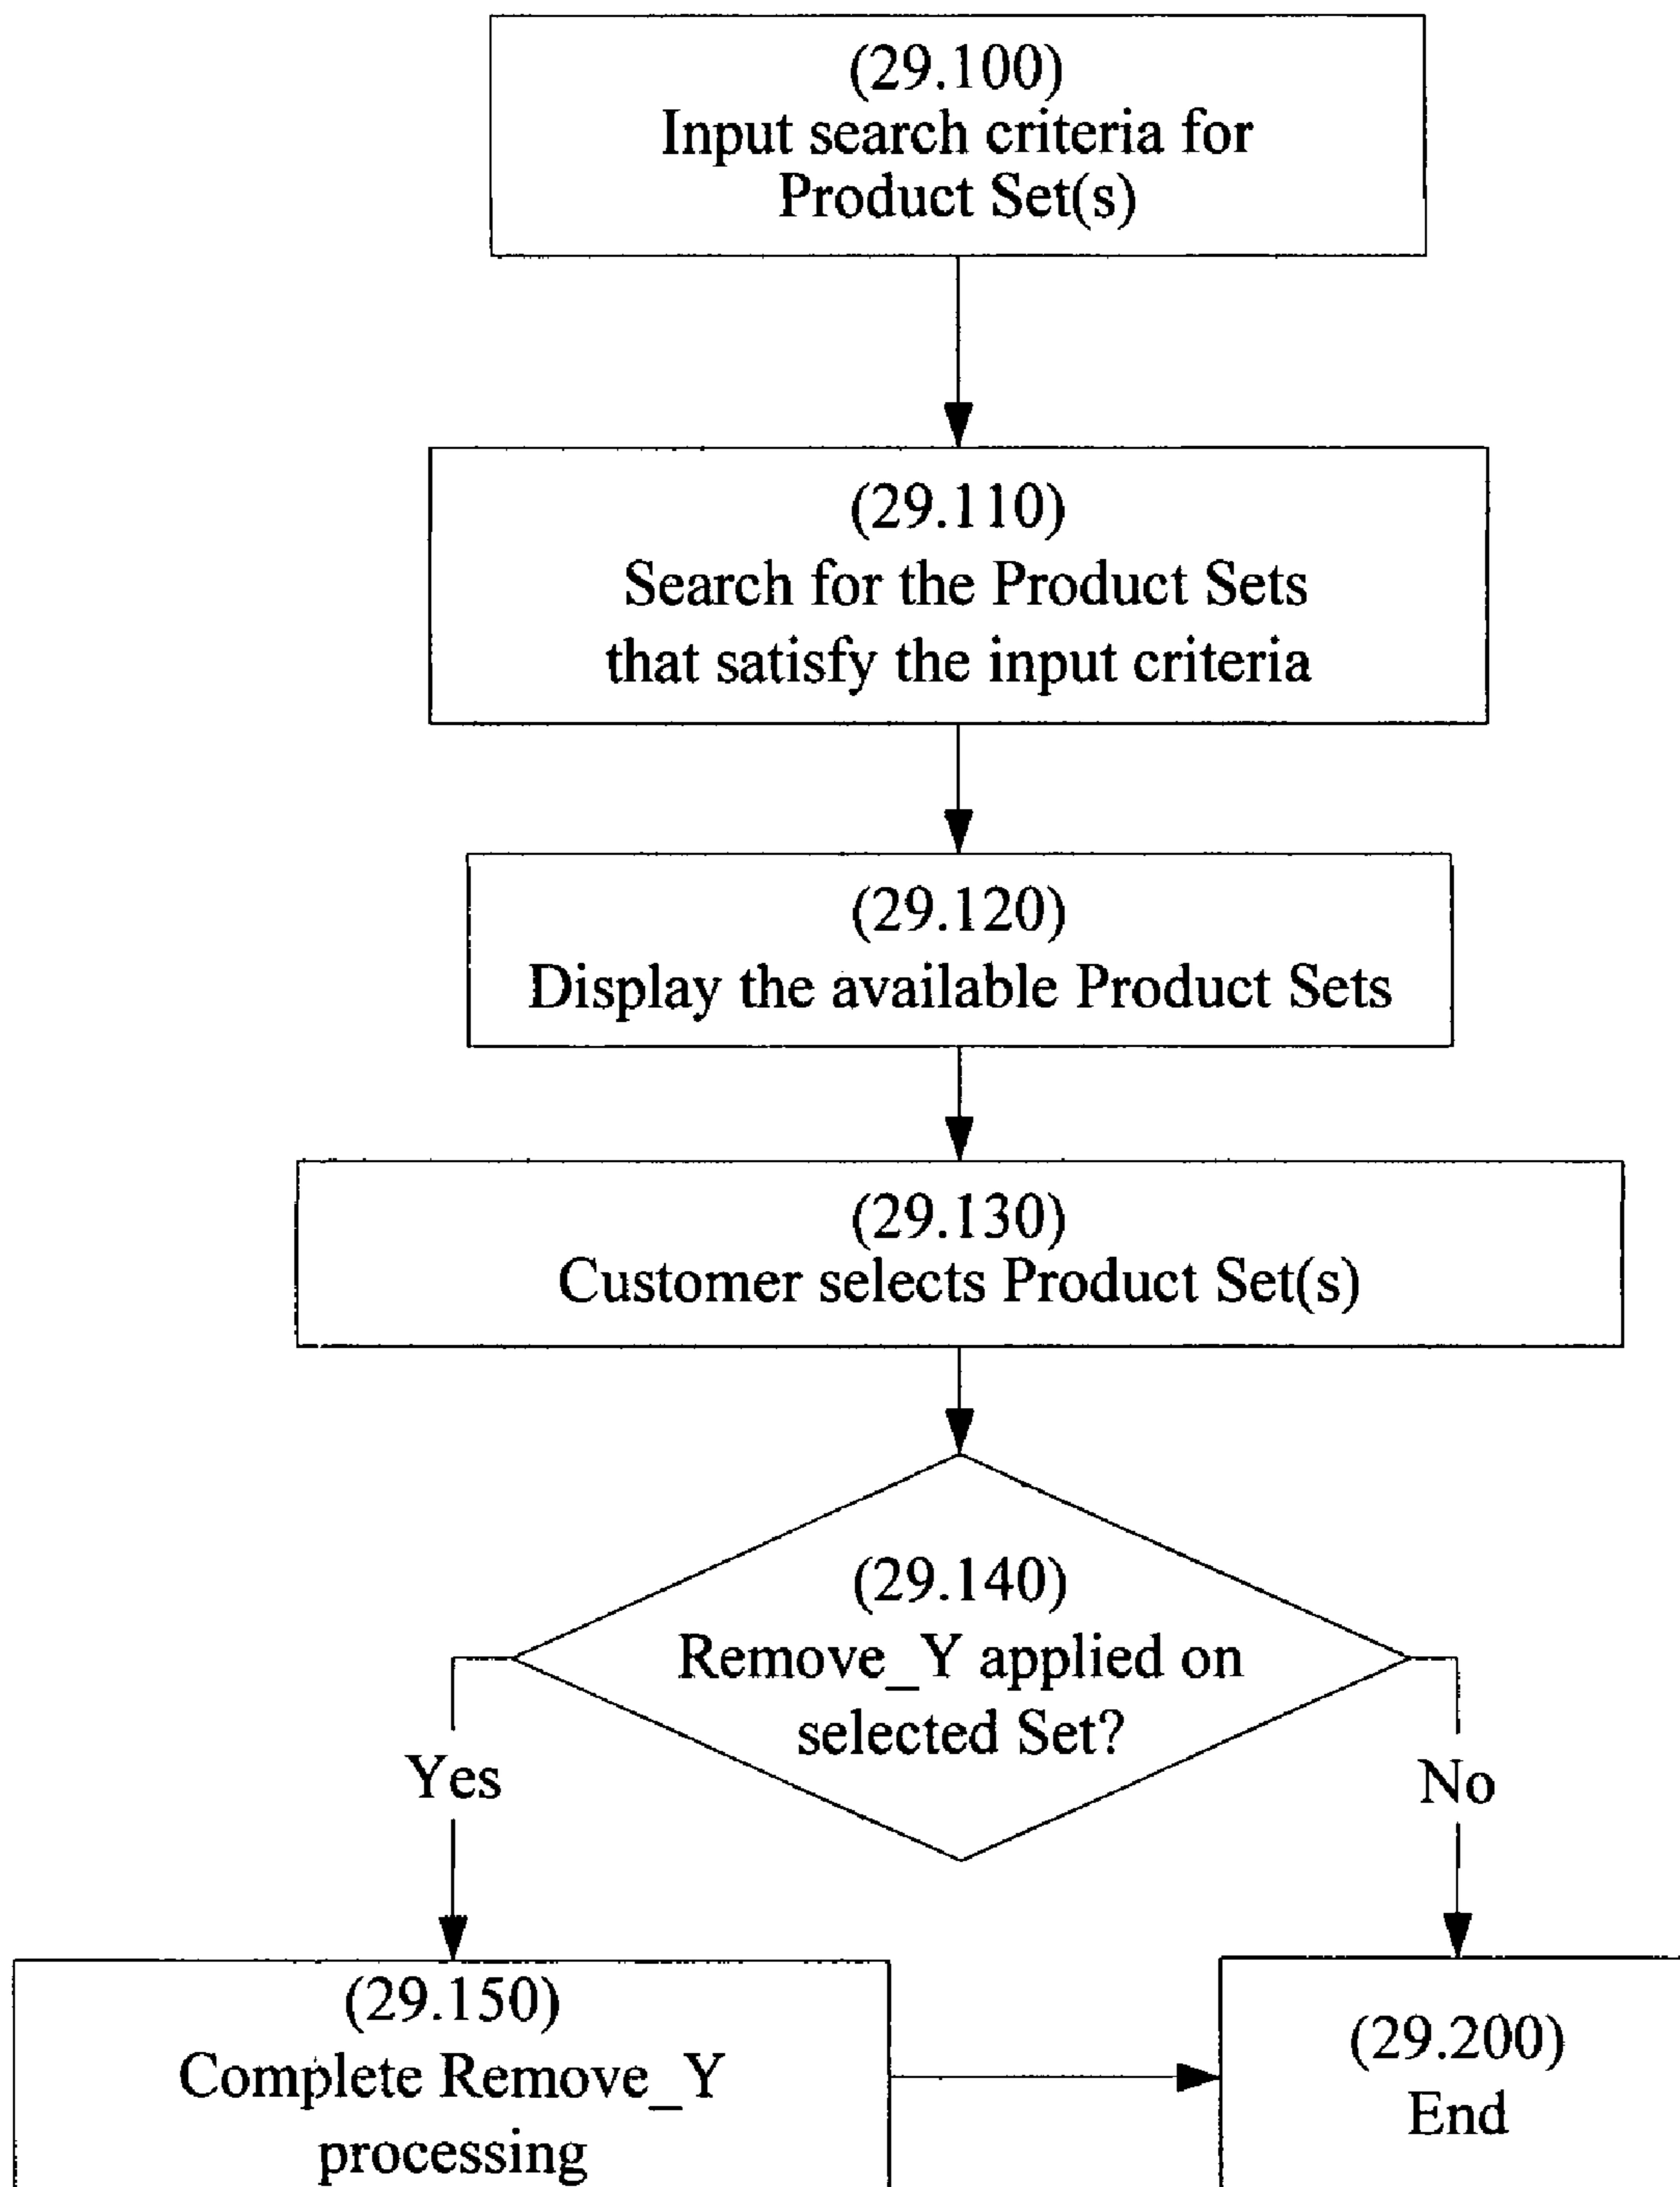 (29.100)
Input search criteria for
Product Set(s)
(29.110)
Search for the Product Sets
that satisfy the input criteria
(29.120)
Display the available Product Sets
(29.130)
Customer selects Product Set(s)
(29.140)
Remove_Y applied on
selected Set?
Yes
No
(29.150)
Complete Remove_Y
processing
(29.200)
End